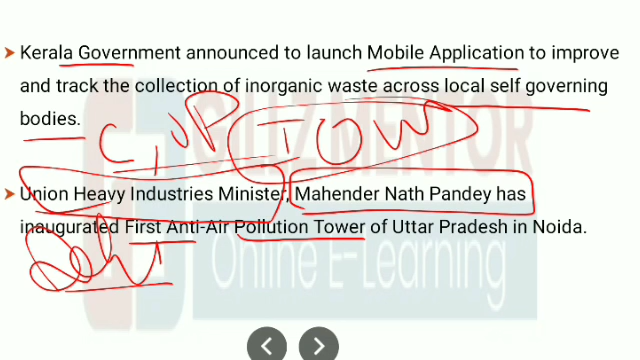 Kerala Government announced to launch Mobile Application to improve
and track the collection of inorganic waste across local self governing
bodies.
Union Heavy Industries Minister, Mahender Nath Pandey has
inaugurated First Anti-Air Pollution Tower of Uttar Pradesh in Noida.
Delhi
Online E-Learning